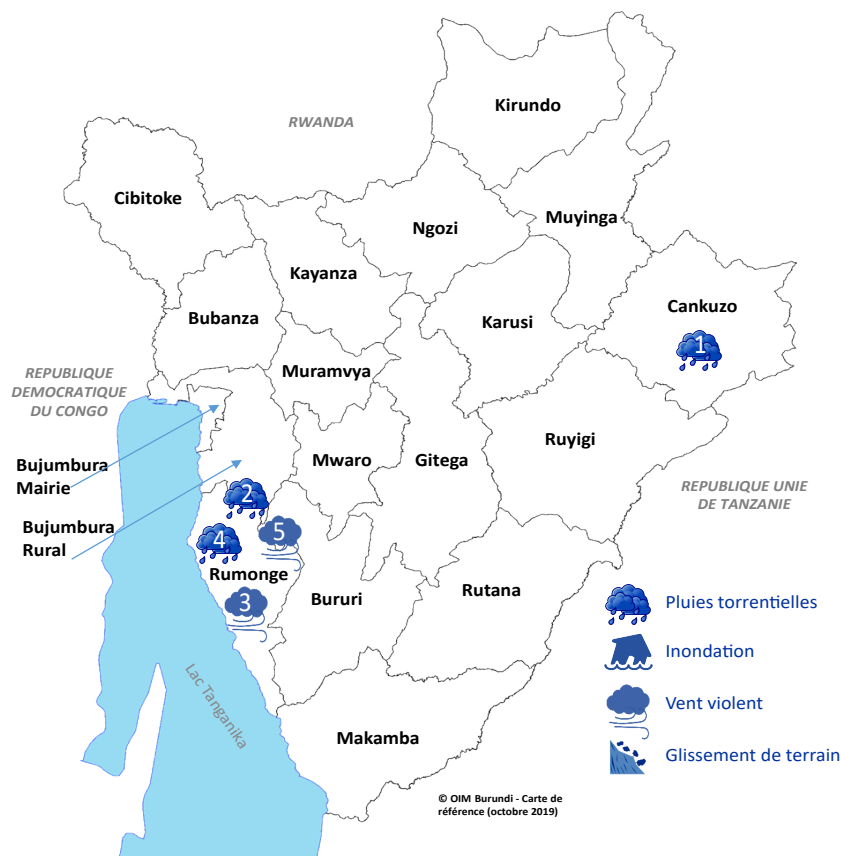 Kirundo
RWANDA
Cibitoke
Ngozi
Muyinga
Kayanza
Cankuzo
Bubanza
Karusi
1
Muramvya
REPUBLIQUE
DEMOCRATIQUE
DU CONGO
Ruyigi
Mwaro
Gitega
Bujumbura
Mairie
REPUBLIQUE UNIE
DE TANZANIE
2
Bujumbura
Rural
5
4
Rumonge
Bururi
Rutana
3
Pluies torrentielles
Inondation
Vent violent
Glissement de terrain
Lac Tanganika
Makamba
© OIM Burundi - Carte de
référence (octobre 2019)